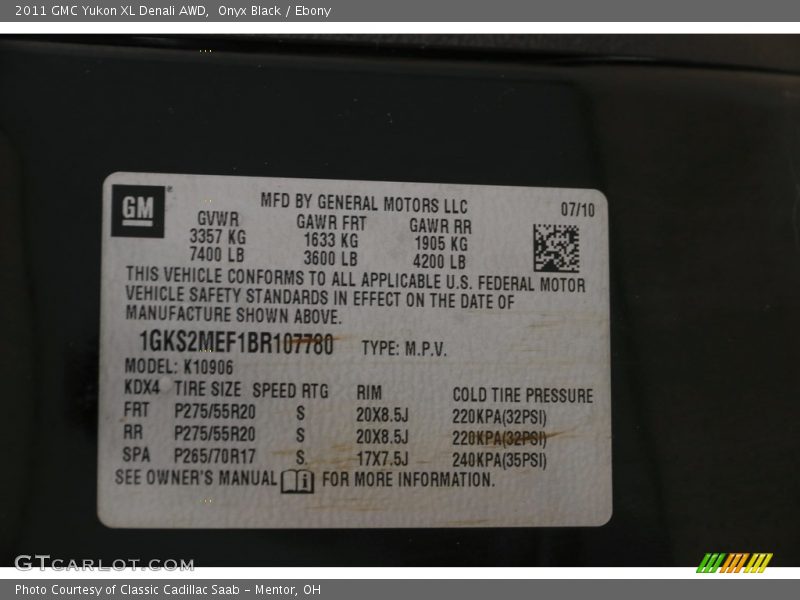 2011 GMC Yukon XL Denali AWD,  Onyx Black / Ebony
GM
MFD BY GENERAL MOTORS LLC 07/10
GVWR GAWR FRT GAWR RR
3357 KG 1633 KG 1905 KG
7400 LB 3600 LB 4200 LB
THIS VEHICLE CONFORMS TO ALL APPLICABLE U.S. FEDERAL MOTOR
VEHICLE SAFETY STANDARDS IN EFFECT ON THE DATE OF
MANUFACTURE SHOWN ABOVE.
1GKS2MEF1BR107780 TYPE: M.P.V.
MODEL: K10906
KDX4 TIRE SIZE SPEED RTG RIM COLD TIRE PRESSURE
FRT P275/55R20 S 20X8.5J 220KPA(32PSI)
RR P275/55R20 S 20X8.5J 220KPA(32PSI)
SPA P265/70R17 S 17X7.5J 240KPA(35PSI)
SEE OWNER'S MANUAL FOR MORE INFORMATION.
GTCARLOT.COM
Photo Courtesy of Classic Cadillac Saab - Mentor, OH